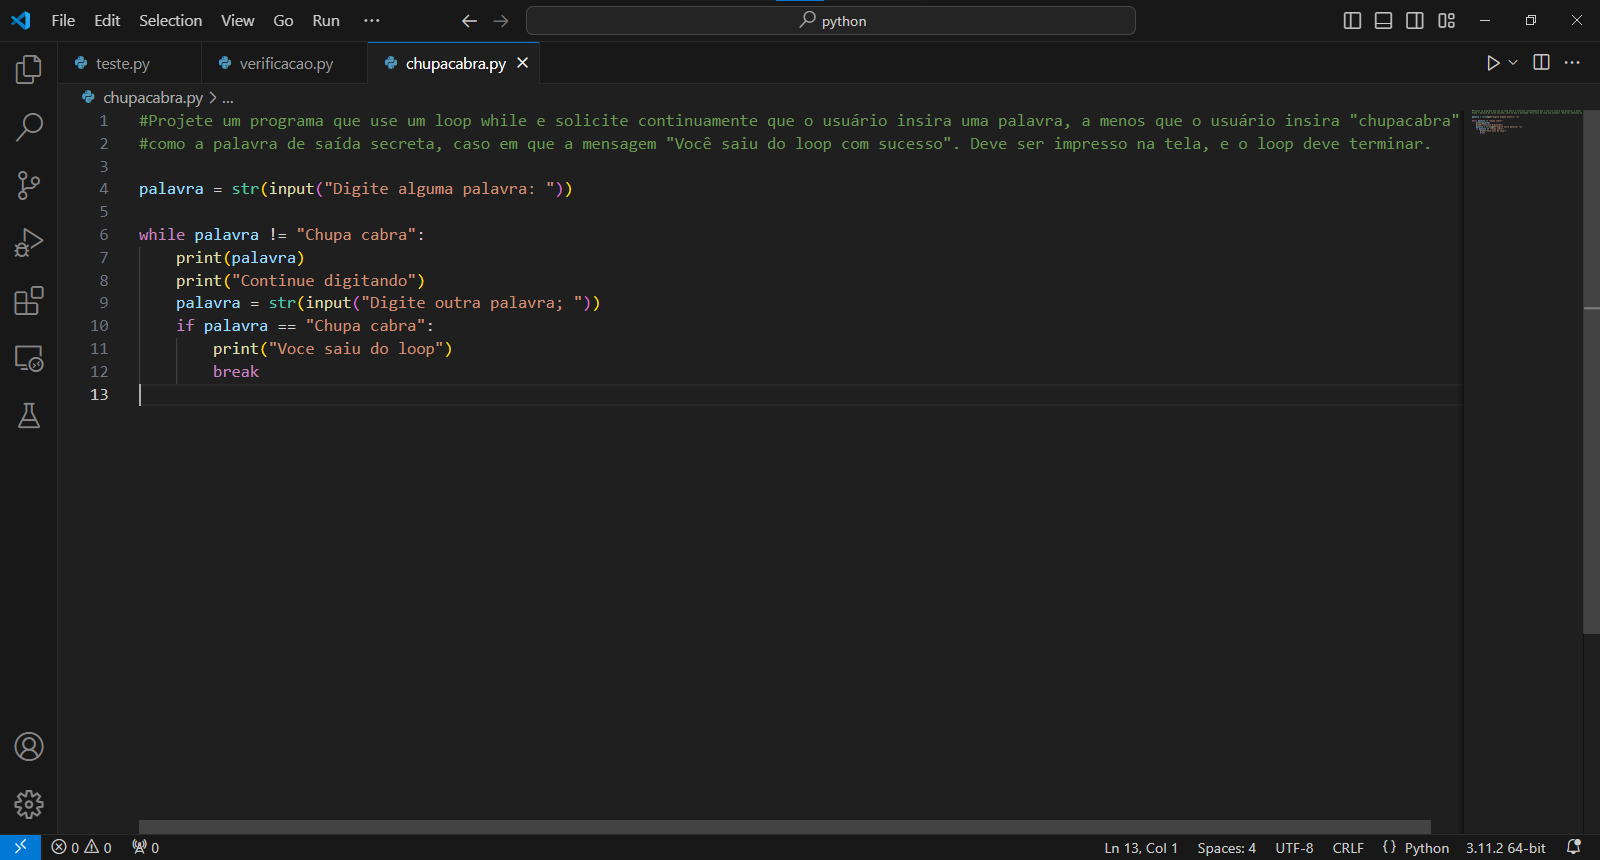 File Edit Selection View Go Run ··· python
teste.py verificacao.py chupacabra.py
chupacabra.py > ...
1 #Projete um programa que use um loop while e solicite continuamente que o usuário insira uma palavra, a menos que o usuário insira "chupacabra"
2 #como a palavra de saída secreta, caso em que a mensagem "Você saiu do loop com sucesso". Deve ser impresso na tela, e o loop deve terminar.
3
4 palavra = str(input("Digite alguma palavra: "))
5
6 while palavra != "Chupa cabra":
7     print(palavra)
8     print("Continue digitando")
9     palavra = str(input("Digite outra palavra; "))
10     if palavra == "Chupa cabra":
11         print("Voce saiu do loop")
12         break
13
0 0 0 Ln 13, Col 1 Spaces: 4 UTF-8 CRLF {} Python 3.11.2 64-bit